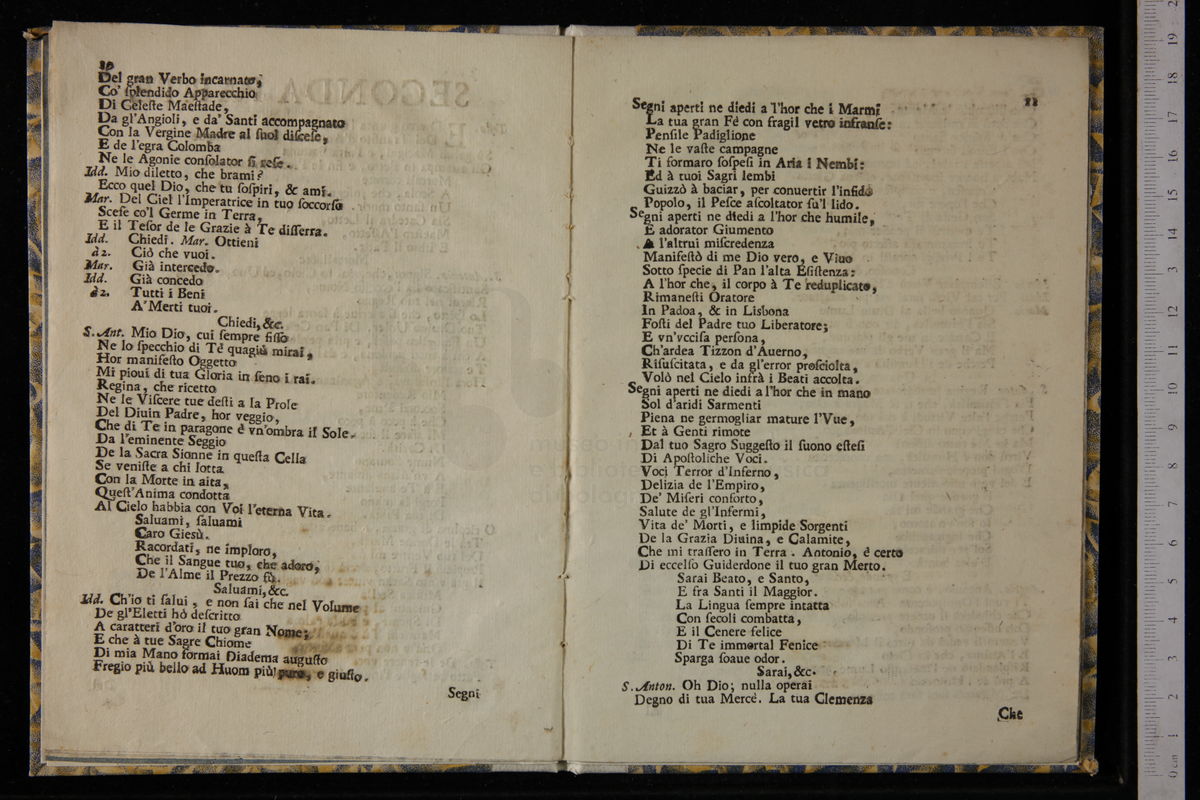 10
Del gran Verbo incarnato,
Co' ſplendido Apparecchio
Di Celeſte Maeſtade,
Da gl'Angioli, e da' Santi accompagnato
Con la Vergine Madre al ſuol diſceſe,
E de l'egra Colomba
Ne le Agonie conſolator ſi reſe.
Idd. Mio diletto, che brami?
Ecco quel Dio, che tu ſoſpiri, & ami.
Mar. Del Ciel l'Imperatrice in tuo ſoccorſo
Sceſe co'l Germe in Terra,
E il Teſor de le Grazie à Te diſſerra.
Idd. Chiedi. Mar. Ottieni
à 2. Ciò che vuoi.
Mar. Già intercedo.
Idd. Già concedo
à 2. Tutti i Beni
A' Merti tuoi.
Chiedi, &c.
S. Ant. Mio Dio, cui ſempre fiſſo
Ne lo ſpecchio di Tè quagiù mirai,
Hor manifeſto Oggetto
Mi pioui di tua Gloria in ſeno i rai.
Regina, che ricetto
Ne le Viſcere tue deſti a la Prole
Del Diuin Padre, hor veggio,
Che di Te in paragone è vn'ombra il Sole.
Da l'eminente Seggio
De la Sacra Sionne in queſta Cella
Se veniſte a chi lotta
Con la Morte in aita,
Queſt'Anima condotta
Al Cielo habbia con Voi l'eterna Vita.
Saluami, ſaluami
Caro Giesù.
Racordati, ne imploro,
Che il Sangue tuo, che adoro,
De l'Alme il Prezzo fù.
Saluami, &c.
Idd. Ch'io ti ſalui, e non ſai che nel Volume
De gl'Eletti hò deſcritto
A caratteri d'oro il tuo gran Nome;
E che à tue Sagre Chiome
Di mia Mano formai Diadema auguſto
Fregio più bello ad Huom più puro, e giuſto.
Segni
11
Segni aperti ne diedi a l'hor che i Marmi
La tua gran Fè con fragil vetro infranſe:
Penſile Padiglione
Ne le vaſte campagne
Ti formaro ſoſpeſi in Aria i Nembi:
Ed à tuoi Sagri lembi
Guizzò à baciar, per conuertir l'infido
Popolo, il Peſce aſcoltator ſu'l lido.
Segni aperti ne diedi a l'hor che humile,
E adorator Giumento
A l'altrui miſcredenza
Manifeſtò di me Dio vero, e Viuo
Sotto ſpecie di Pan l'alta Eſiſtenza:
A l'hor che, il corpo à Te reduplicato,
Rimaneſti Oratore
In Padoa, & in Lisbona
Foſti del Padre tuo Liberatore;
E vn'vcciſa perſona,
Ch'ardea Tizzon d'Auerno,
Riſuſcitata, e da gl'error proſciolta,
Volò nel Cielo infrà i Beati accolta.
Segni aperti ne diedi a l'hor che in mano
Sol d'aridi Sarmenti
Piena ne germogliar mature l'Vue,
Et à Genti rimote
Dal tuo Sagro Suggeſto il ſuono eſteſi
Di Apoſtoliche Voci.
Voci Terror d'Inferno,
Delizia de l'Empiro,
De' Miſeri conforto,
Salute de gl'Infermi,
Vita de' Morti, e limpide Sorgenti
De la Grazia Diuina, e Calamite,
Che mi traſſero in Terra. Antonio, è certo
Di eccelſo Guiderdone il tuo gran Merto.
Sarai Beato, e Santo,
E fra Santi il Maggior.
La Lingua ſempre intatta
Con ſecoli combatta,
E il Cenere felice
Di Te immortal Fenice
Sparga ſoaue odor.
Sarai, &c.
S. Anton. Oh Dio; nulla operai
Degno di tua Mercè. La tua Clemenza
Che